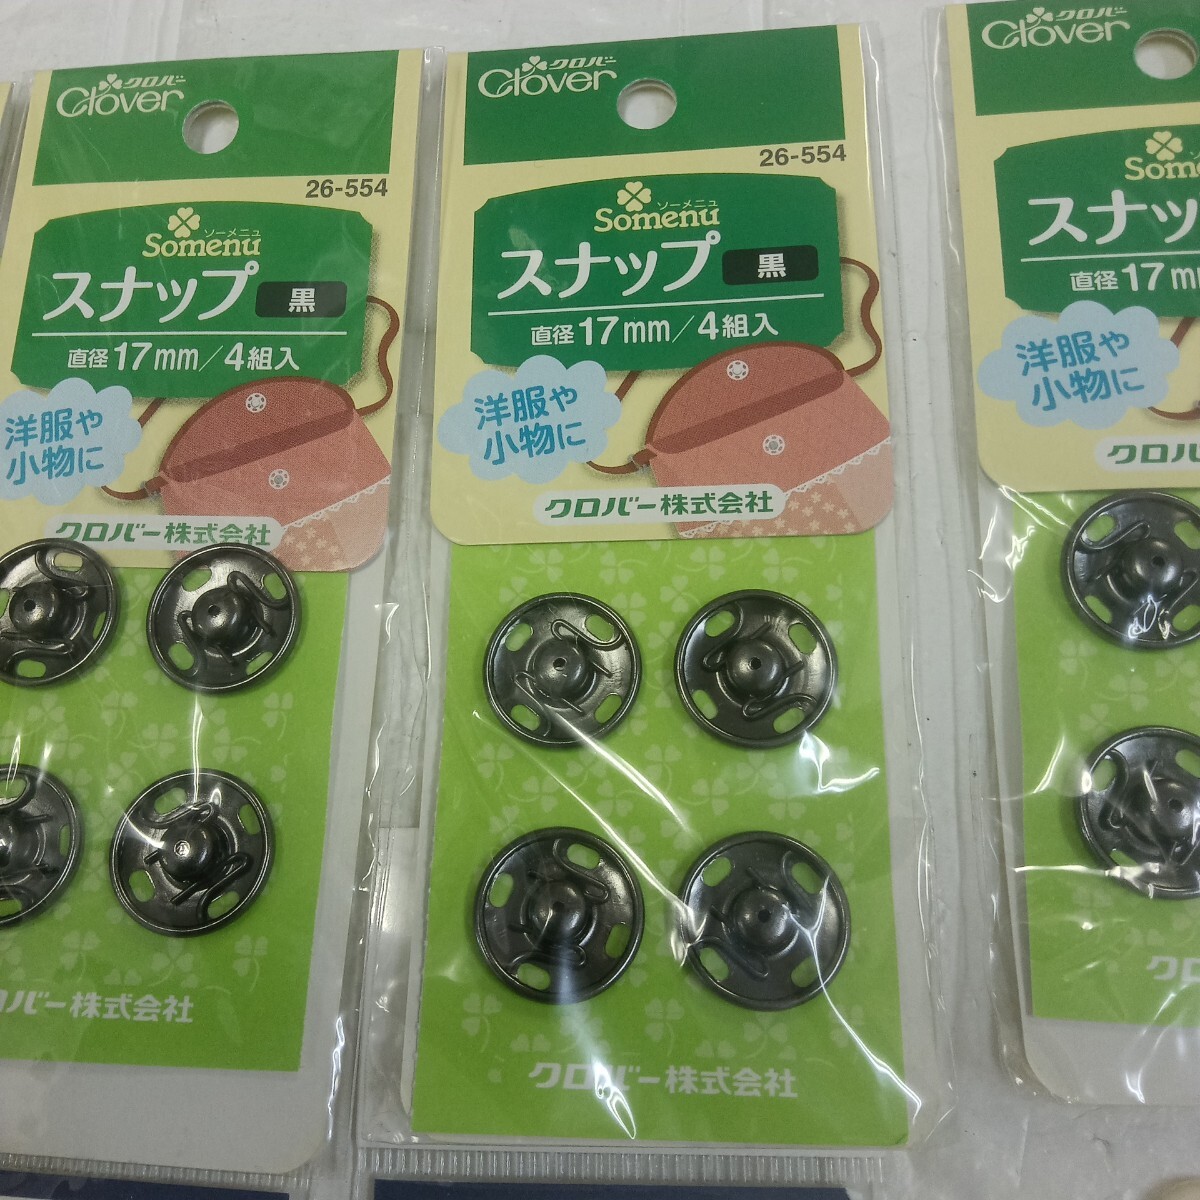 クロバー
Clover
26-554
ソーメニュ
Somenu
スナップ 黒
直径17mm/4組入
洋服や
小物に
クロバー株式会社
ロバー株式会社
クロバー
Clover
26-554
ソーメニュ
Somenu
スナップ 黒
直径17mm/4組入
洋服や
小物に
クロバー株式会社
クロバー株式会社
クロバー
Clover
Some
スナッ
直径17m
洋服や
小物に
クロバ
クロ